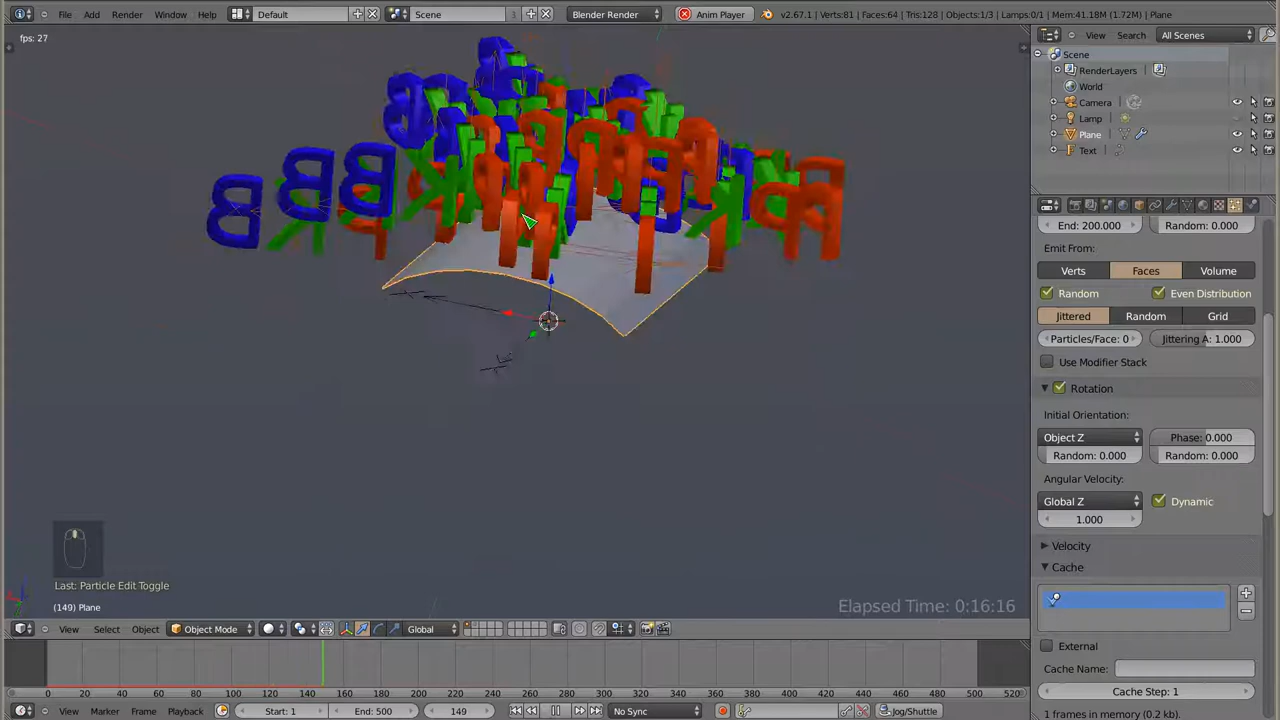 File Add Render Window Help Default Scene 3 Blender Render Anim Player v2.67.1 | Verts:81 | Faces:64 | Tris:128 | Objects:1/3 | Lamps:0/1 | Mem:41.18M (1.72M) | Plane
fps: 27
View Search All Scenes
Scene
RenderLayers
World
Camera
Lamp
Plane
Text
End: 200.000 Random: 0.000
Emit From:
Verts Faces Volume
Random Even Distribution
Jittered Random Grid
Particles/Face: 0 Jittering A: 1.000
Use Modifier Stack
Rotation
Initial Orientation:
Object Z Phase: 0.000
Random: 0.000 Random: 0.000
Angular Velocity:
Global Z Dynamic
1.000
Velocity
Cache
External
Cache Name:
Cache Step: 1
1 frames in memory (0.2 kb),
B B B K K K P P
Last: Particle Edit Toggle
(149) Plane
Elapsed Time: 0:16:16
View Select Object Object Mode Global
0 20 40 60 80 100 120 140 160 180 200 220 240 260 280 300 320 340 360 380 400 420 440 460 480 500 520
View Marker Frame Playback Start: 1 End: 500 149 No Sync Jog/Shuttle